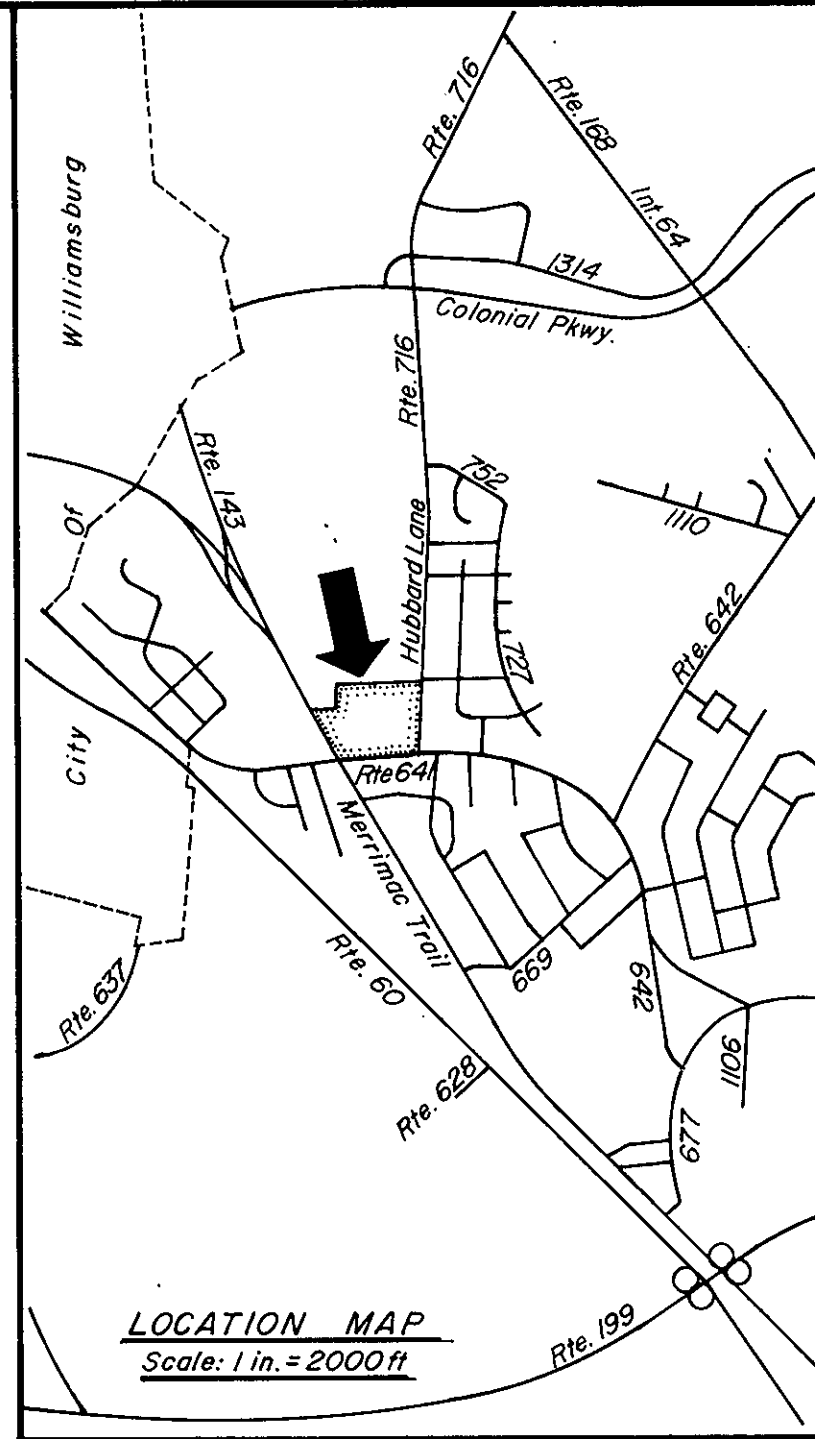 Rte. 716
Rte. 168
Int. 64
Williamsburg
1314
Colonial Pkwy.
Rte. 716
Rte. 143
752
Of
Hubbard Lane
1110
Rte. 642
727
City
Rte 641
Merrimac Trail
Rte. 60
669
642
Rte. 637
9011
Rte. 628
677
Rte. 199
LOCATION MAP
Scale: 1 in. = 2000 ft